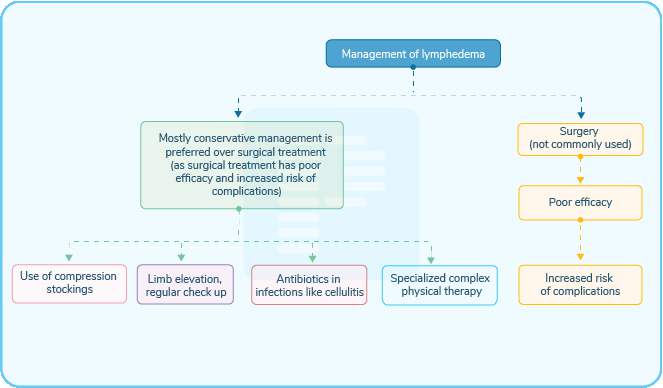 Management of lymphedema
Mostly conservative management is
preferred over surgical treatment
(as surgical treatment has poor
efficacy and increased risk of
complications)
Surgery
(not commonly used)
Poor efficacy
Use of compression
stockings
Limb elevation,
regular check up
Antibiotics in
infections like cellulitis
Specialized complex
physical therapy
Increased risk
of complications